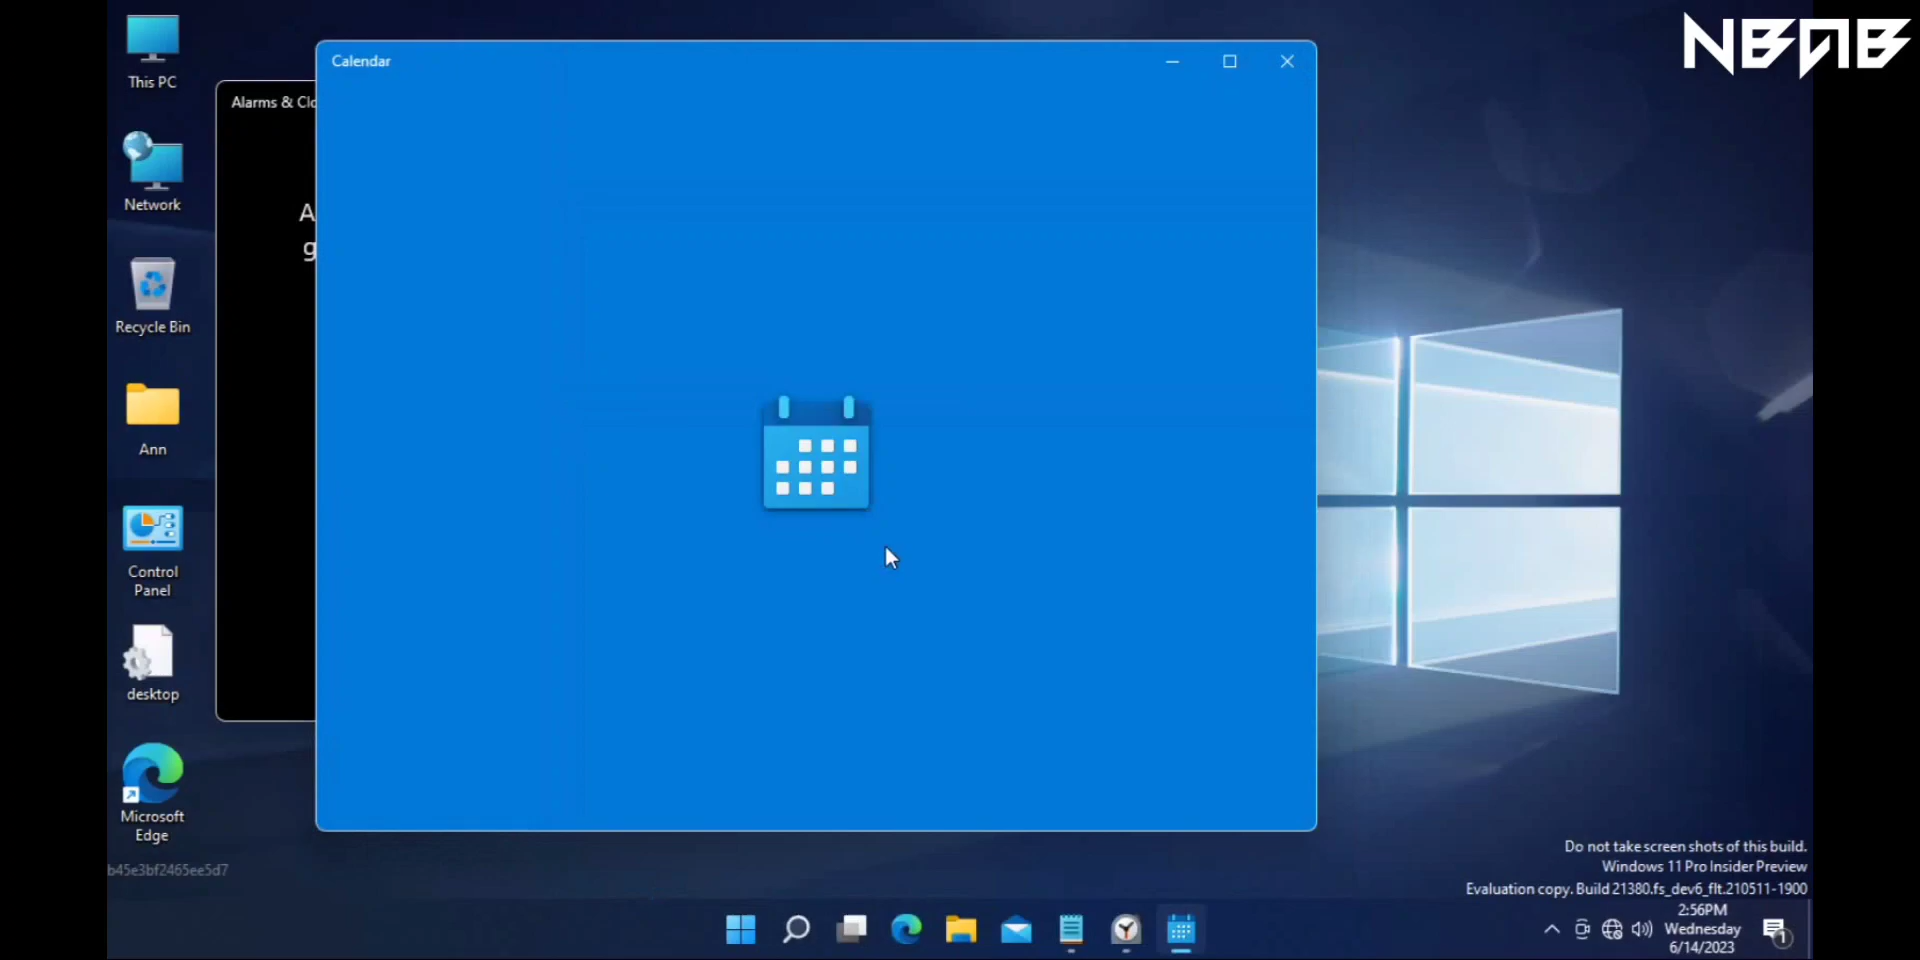 This PC
Network
Recycle Bin
Ann
Control
Panel
desktop
Microsoft
Edge
b45e3bf2465ee5d7
Alarms &
A
g
Calendar
NBAB
Do not take screen shots of this build.
Windows 11 Pro Insider Preview
Evaluation copy. Build 21380.fs_dev6_flt.210511-1900
2:56PM
Wednesday
6/14/2023
1